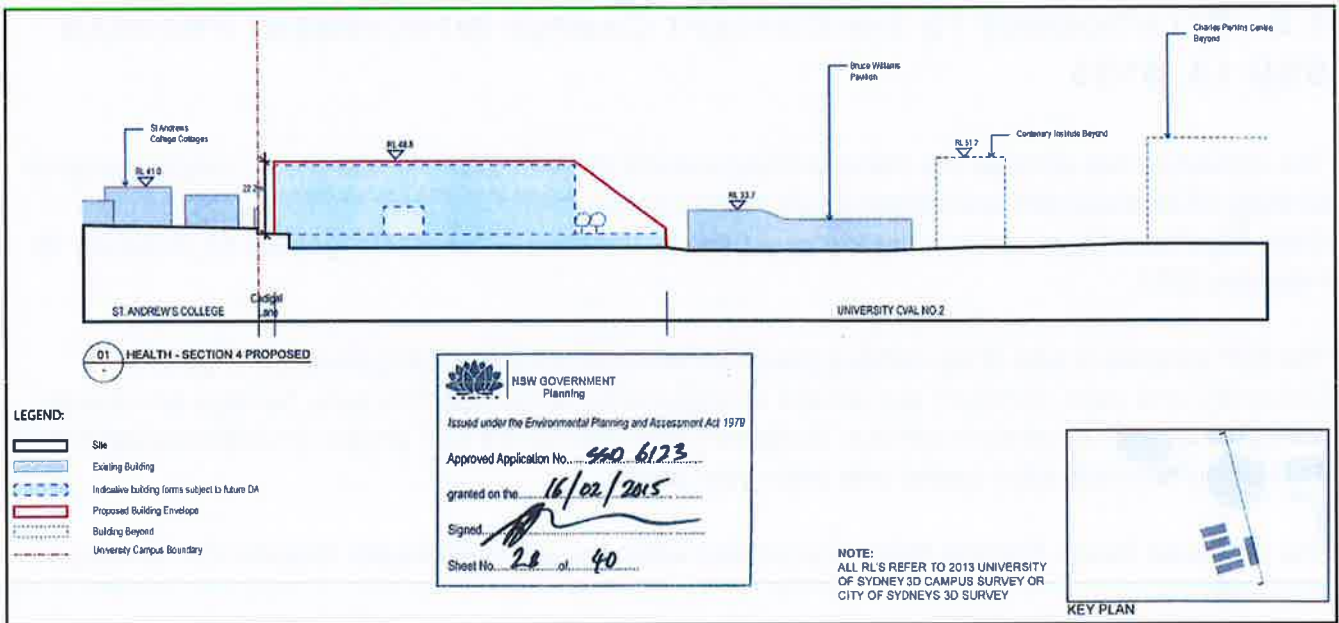 Charles Perkins Centre
Beyond
Bruce Williams
Pavilion
St Andrews
College Cottages
Centenary Institute Beyond
RL 48.8
RL 51.2
RL 41.0
RL 33.7
ST. ANDREW'S COLLEGE
Cadigal
Lane
UNIVERSITY OVAL NO.2
01
HEALTH - SECTION 4 PROPOSED
LEGEND:
Site
Existing Building
Indicative building forms subject to future DA
Proposed Building Envelope
Building Beyond
University Campus Boundary
NSW GOVERNMENT
Planning
Issued under the Environmental Planning and Assessment Act 1979
Approved Application No. SSD 6123
granted on the 16/02/2015
Signed
Sheet No. 28 of 40
NOTE:
ALL RL'S REFER TO 2013 UNIVERSITY
OF SYDNEY 3D CAMPUS SURVEY OR
CITY OF SYDNEYS 3D SURVEY
KEY PLAN